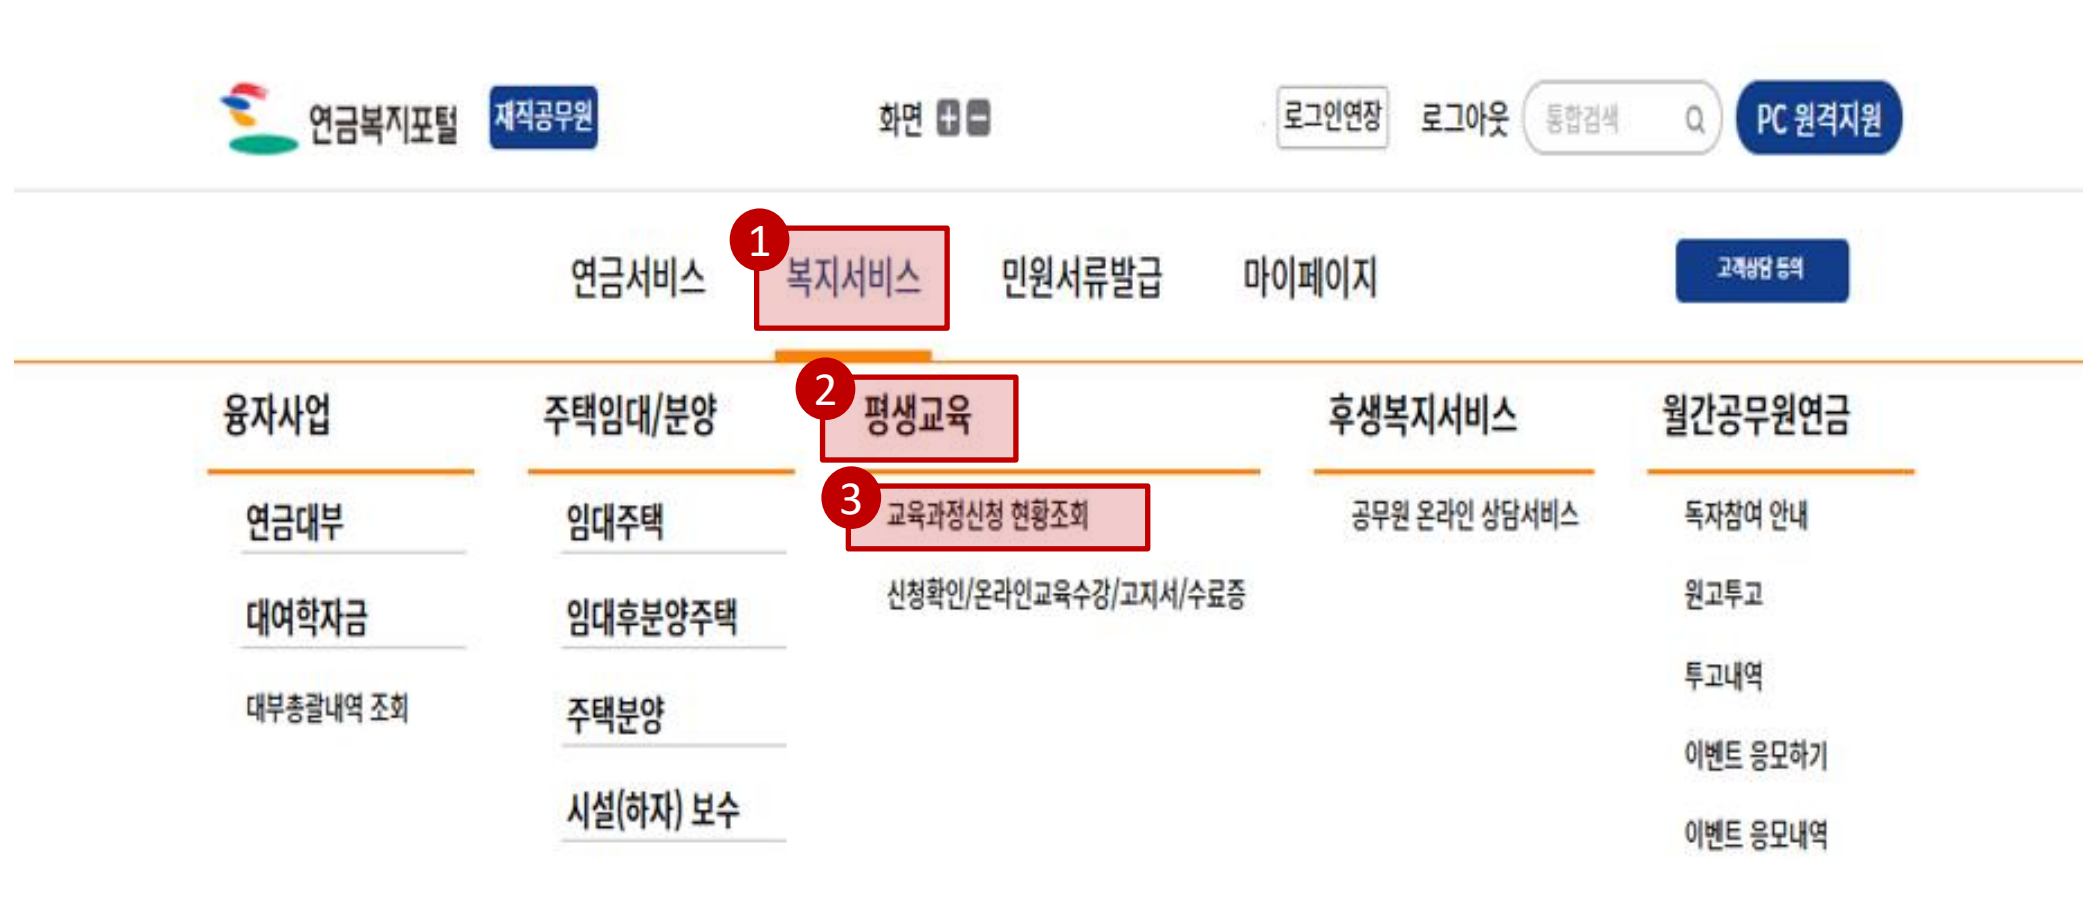 연금복지포털 재직공무원 화면 로그인연장 로그아웃 통합검색 PC 원격지원
연금서비스 1 복지서비스 민원서류발급 마이페이지 고객상담 등의
융자사업 주택임대/분양 2 평생교육 후생복지서비스 월간공무원연금
연금대부 임대주택 3 교육과정신청 현황조회 공무원 온라인 상담서비스 독자참여 안내
대여학자금 임대후분양주택 신청확인/온라인교육수강/고지서/수료증 원고투고
대부총괄내역 조회 주택분양 투고내역
이벤트 응모하기
시설(하자) 보수 이벤트 응모내역